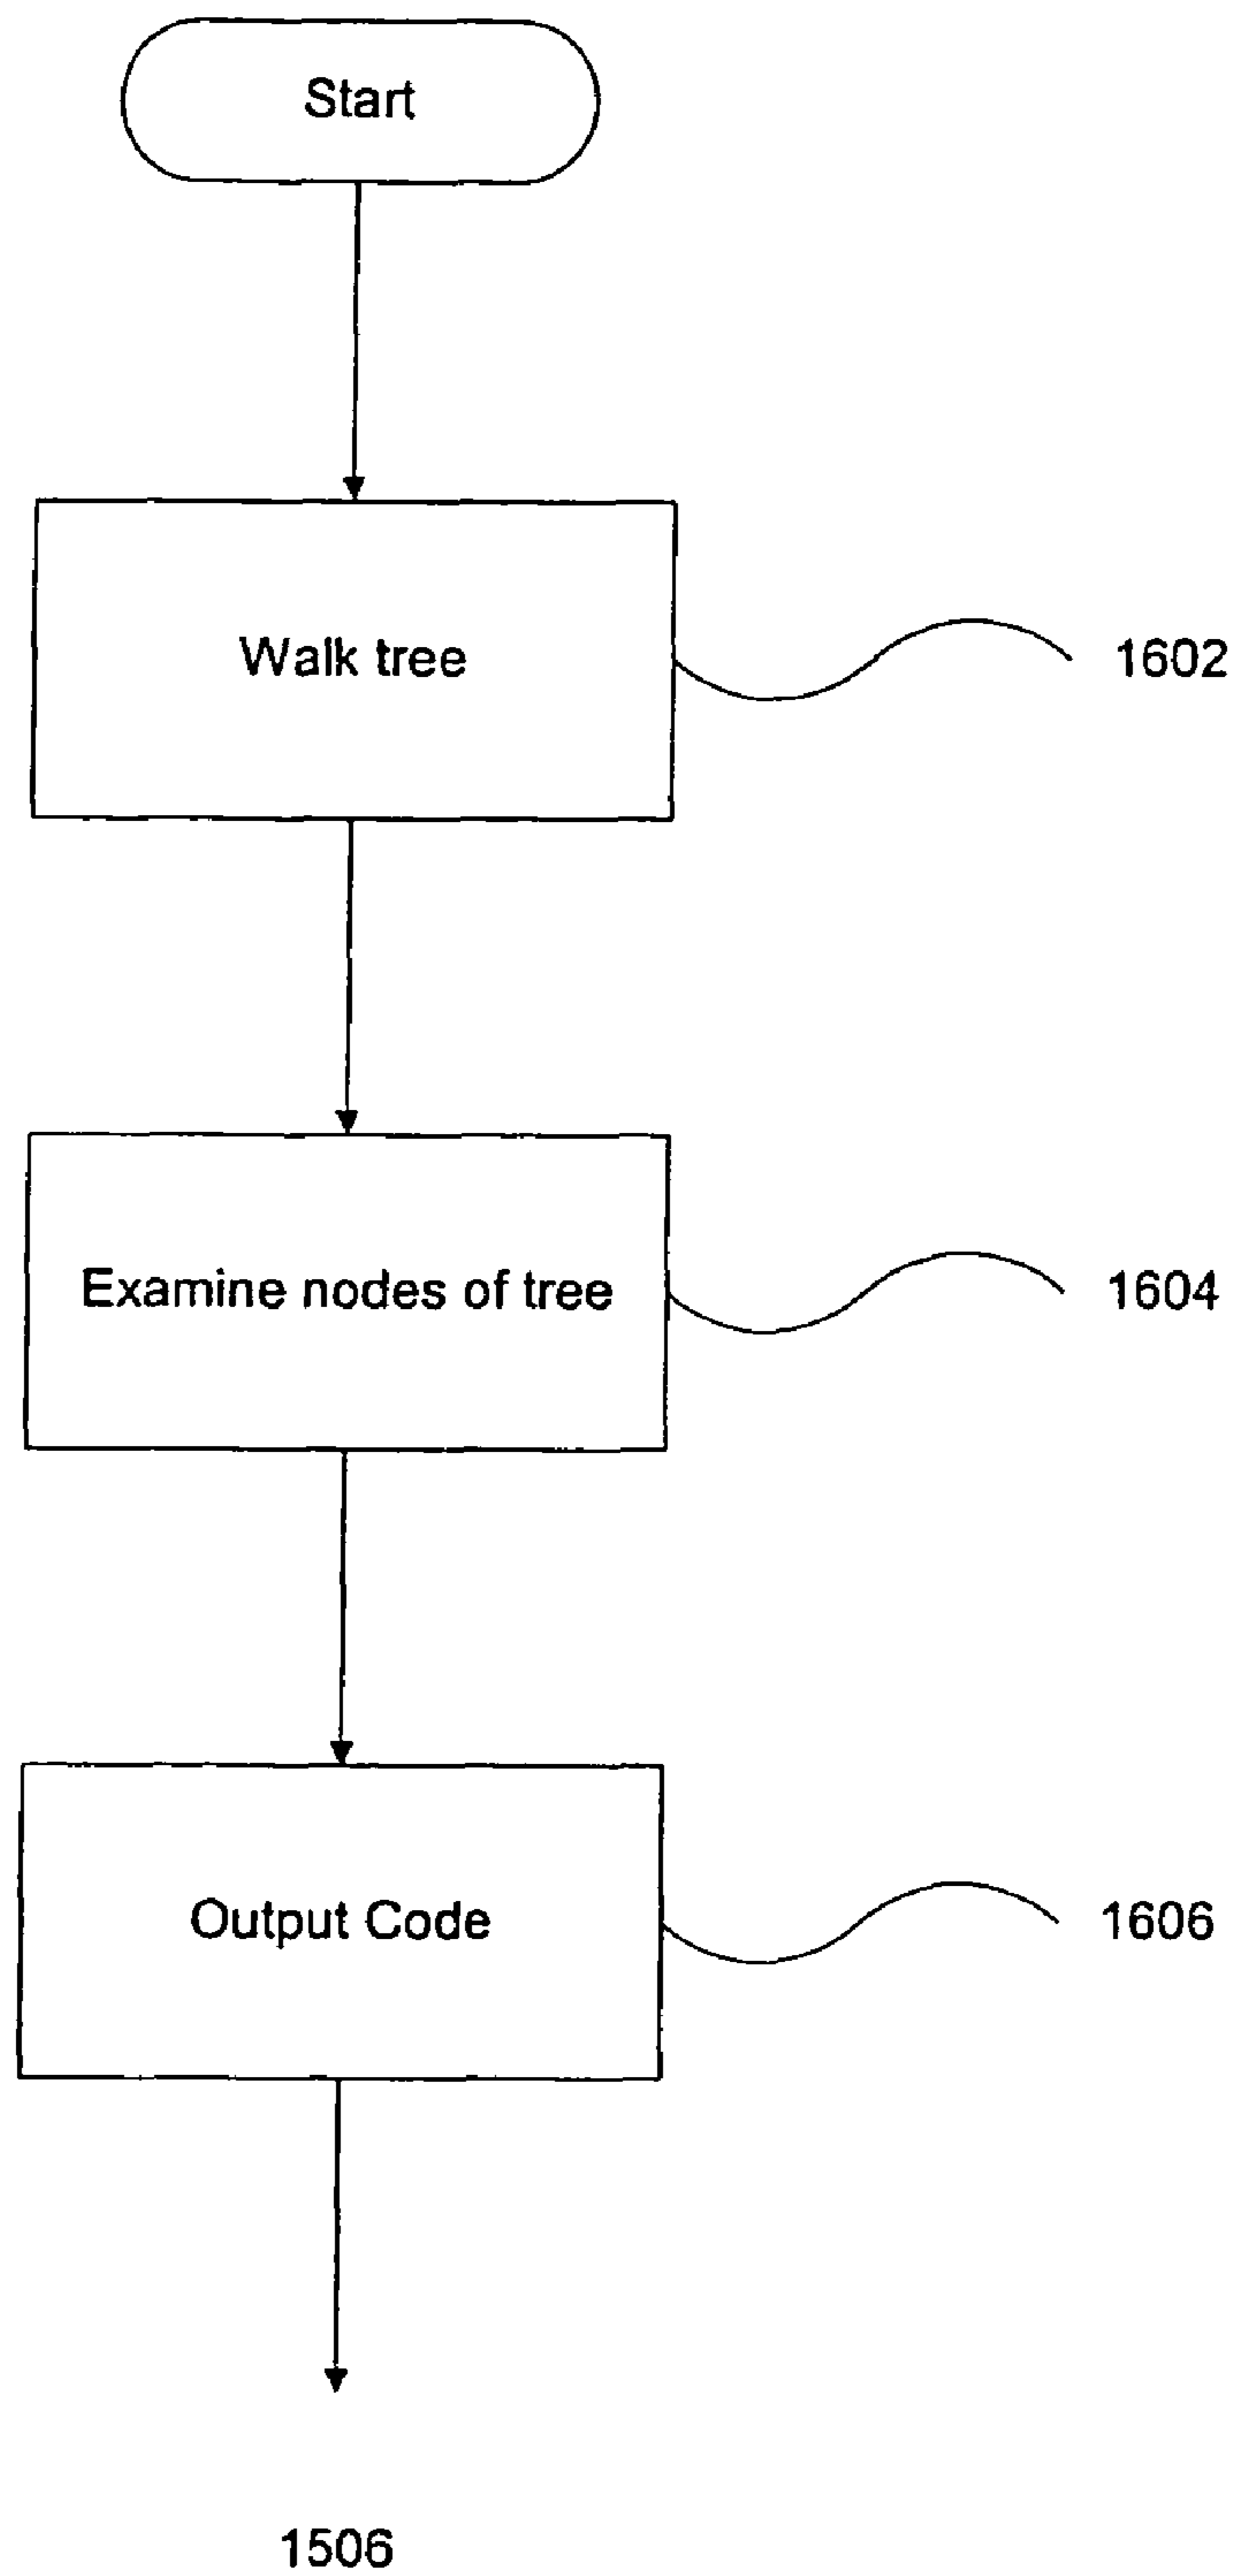 Start
Walk tree
1602
Examine nodes of tree
1604
Output Code
1606
1506